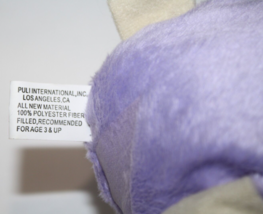 PULI INTERNATIONAL,INC.
LOS ANGELES,CA
ALL NEW MATERIAL
100% POLYESTER FIBER
FILLED,RECOMMENDED
FOR AGE 3 & UP